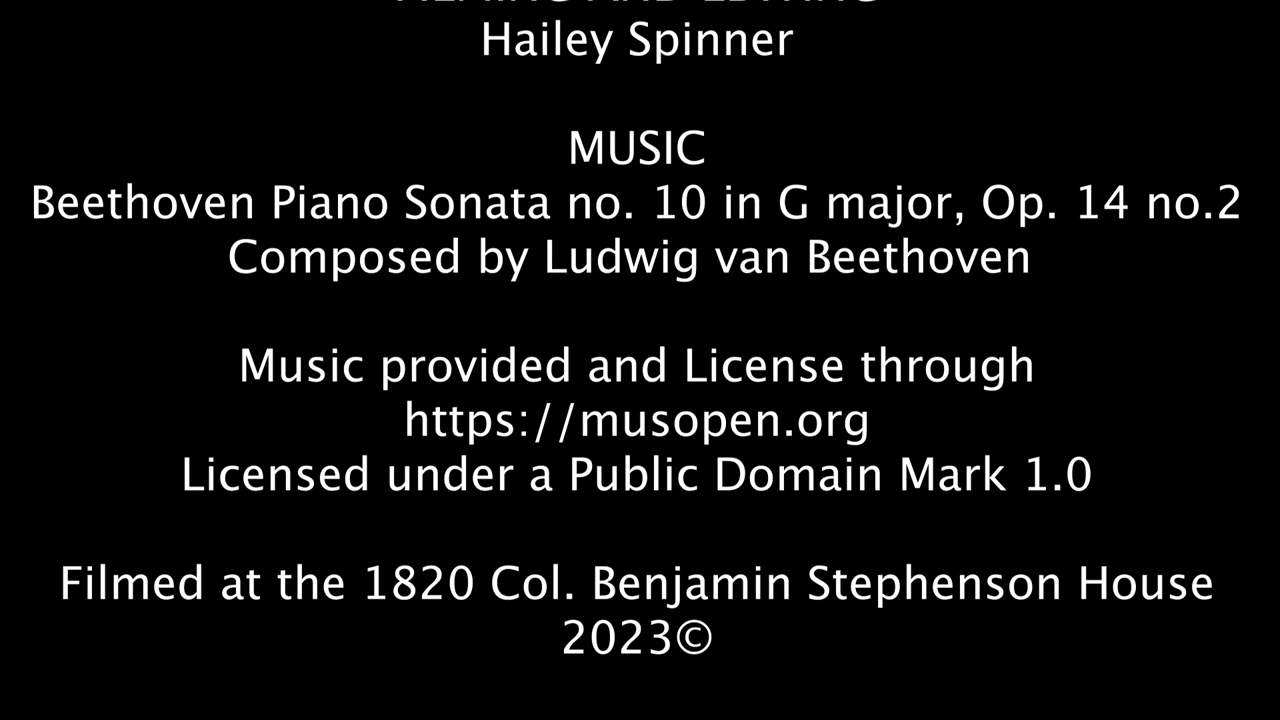 Hailey Spinner
MUSIC
Beethoven Piano Sonata no. 10 in G major, Op. 14 no.2
Composed by Ludwig van Beethoven
Music provided and License through
https://musopen.org
Licensed under a Public Domain Mark 1.0
Filmed at the 1820 Col. Benjamin Stephenson House
2023©